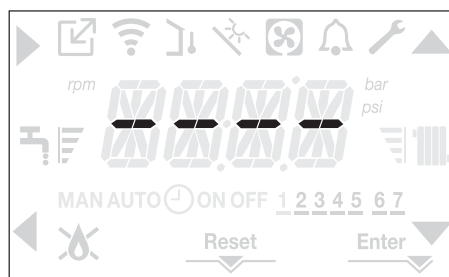 rpm
bar
psi
- - - -
MAN AUTO ON OFF 1 2 3 4 5 6 7
Reset
Enter